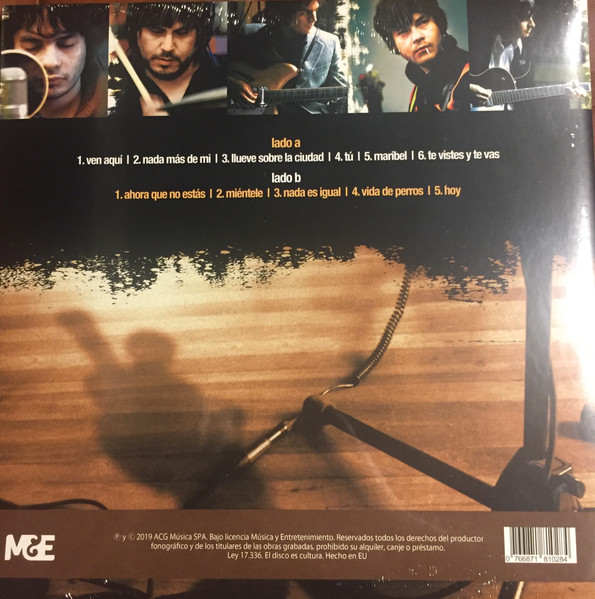 lado a
1. ven aquí | 2. nada más de mi | 3. llueve sobre la ciudad | 4. tú | 5. maribel | 6. te vistes y te vas
lado b
1. ahora que no estás | 2. miéntele | 3. nada es igual | 4. vida de perros | 5. hoy
M&E
℗ y © 2019 ACG Música SPA. Bajo licencia Música y Entretenimiento. Reservados todos los derechos del productor
fonográfico y de los titulares de las obras grabadas, prohibido su alquiler, canje o préstamo.
Ley 17.336. El disco es cultura. Hecho en EU
0 766871 810284